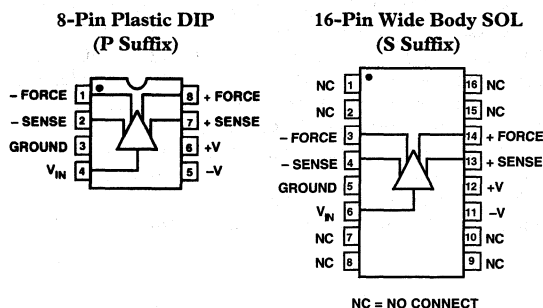 8-Pin Plastic DIP
(P Suffix)
– FORCE 1
8 + FORCE
– SENSE 2
7 + SENSE
GROUND 3
6 +V
VIN 4
5 –V
16-Pin Wide Body SOL
(S Suffix)
NC 1
16 NC
NC 2
15 NC
– FORCE 3
14 + FORCE
– SENSE 4
13 + SENSE
GROUND 5
12 +V
VIN 6
11 –V
NC 7
10 NC
NC 8
9 NC
NC = NO CONNECT